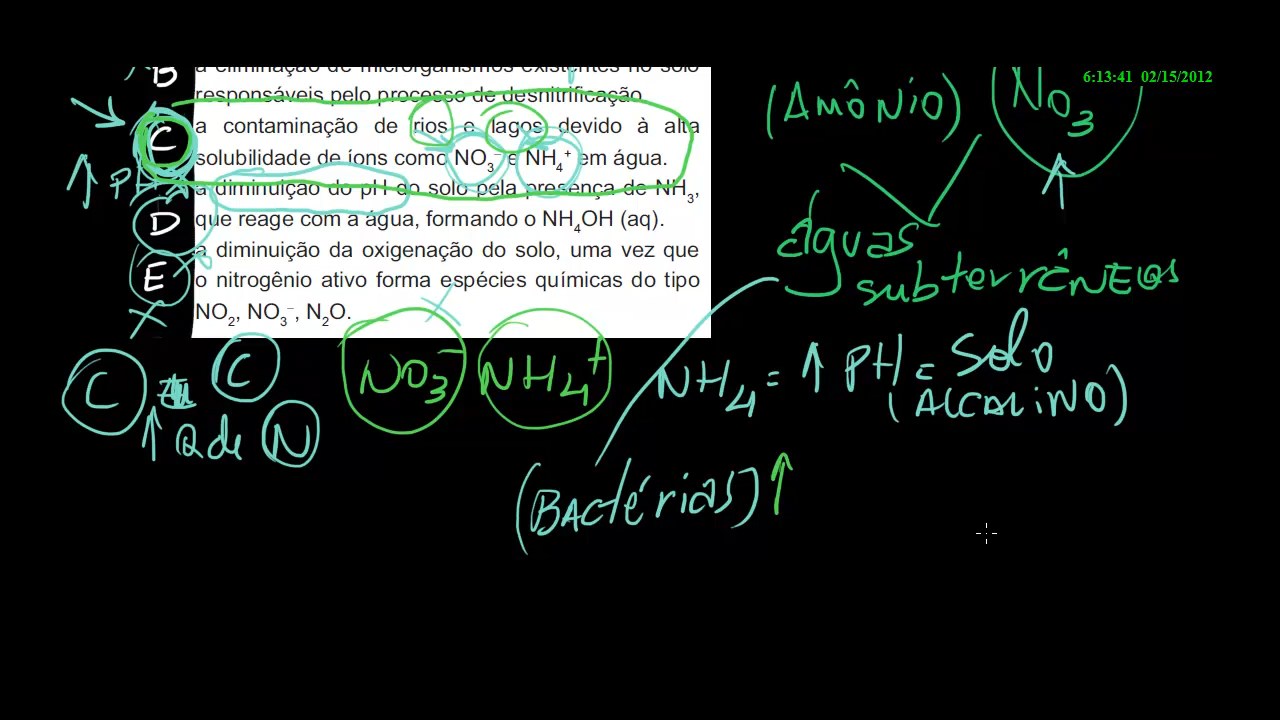 B
a eliminação de microrganismos existentes no solo
responsáveis pelo processo de desnitrificação.
C
a contaminação de rios e lagos devido à alta
solubilidade de íons como NO3⁻ e NH4⁺ em água.
↑ PH
D
a diminuição do pH do solo pela presença de NH3,
que reage com a água, formando o NH4OH (aq).
E
a diminuição da oxigenação do solo, uma vez que
o nitrogênio ativo forma espécies químicas do tipo
NO2, NO3⁻, N2O.
6:13:41 02/15/2012
(AmôNiO) NO3
águas
subterrâNEas
C C
↑ Q de N
NO3⁻ NH4⁺
NH4 = ↑ PH = Solo
(ALCALiNO)
(BActérias) ↑